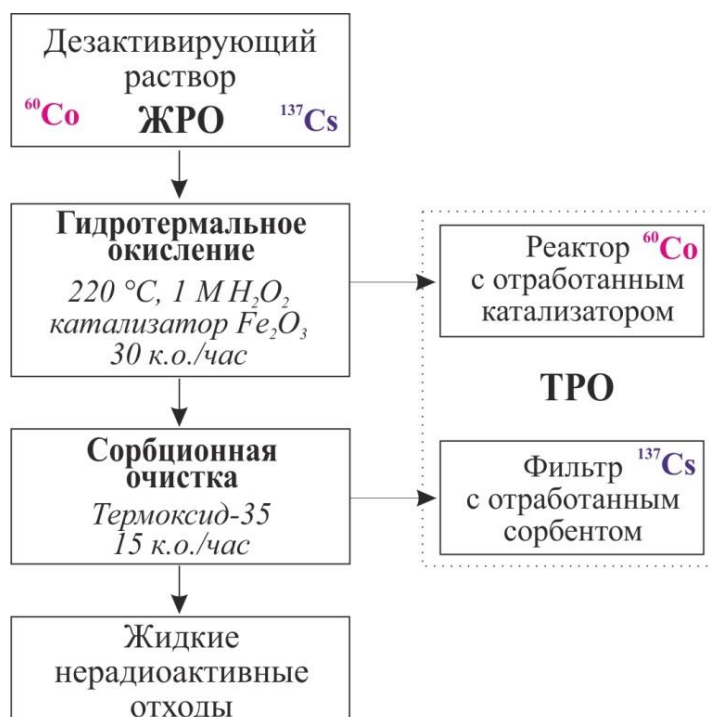 Дезактивирующий
раствор
⁶⁰Co ЖРО ¹³⁷Cs
Гидротермальное
окисление
220 °C, 1 M H₂O₂
катализатор Fe₂O₃
30 к.о./час
Реактор ⁶⁰Co
с отработанным
катализатором
ТРО
Сорбционная
очистка
Термоксид-35
15 к.о./час
Фильтр ¹³⁷Cs
с отработанным
сорбентом
Жидкие
нерадиоактивные
отходы